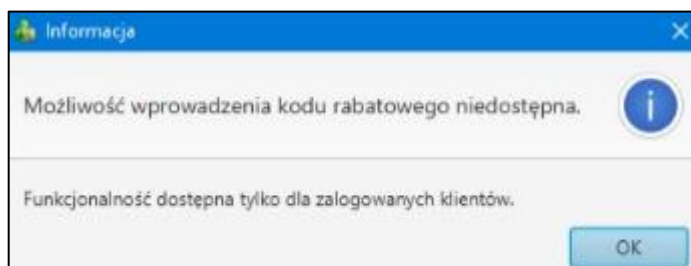 Informacja
Możliwość wprowadzenia kodu rabatowego niedostępna.
Funkcjonalność dostępna tylko dla zalogowanych klientów.
OK